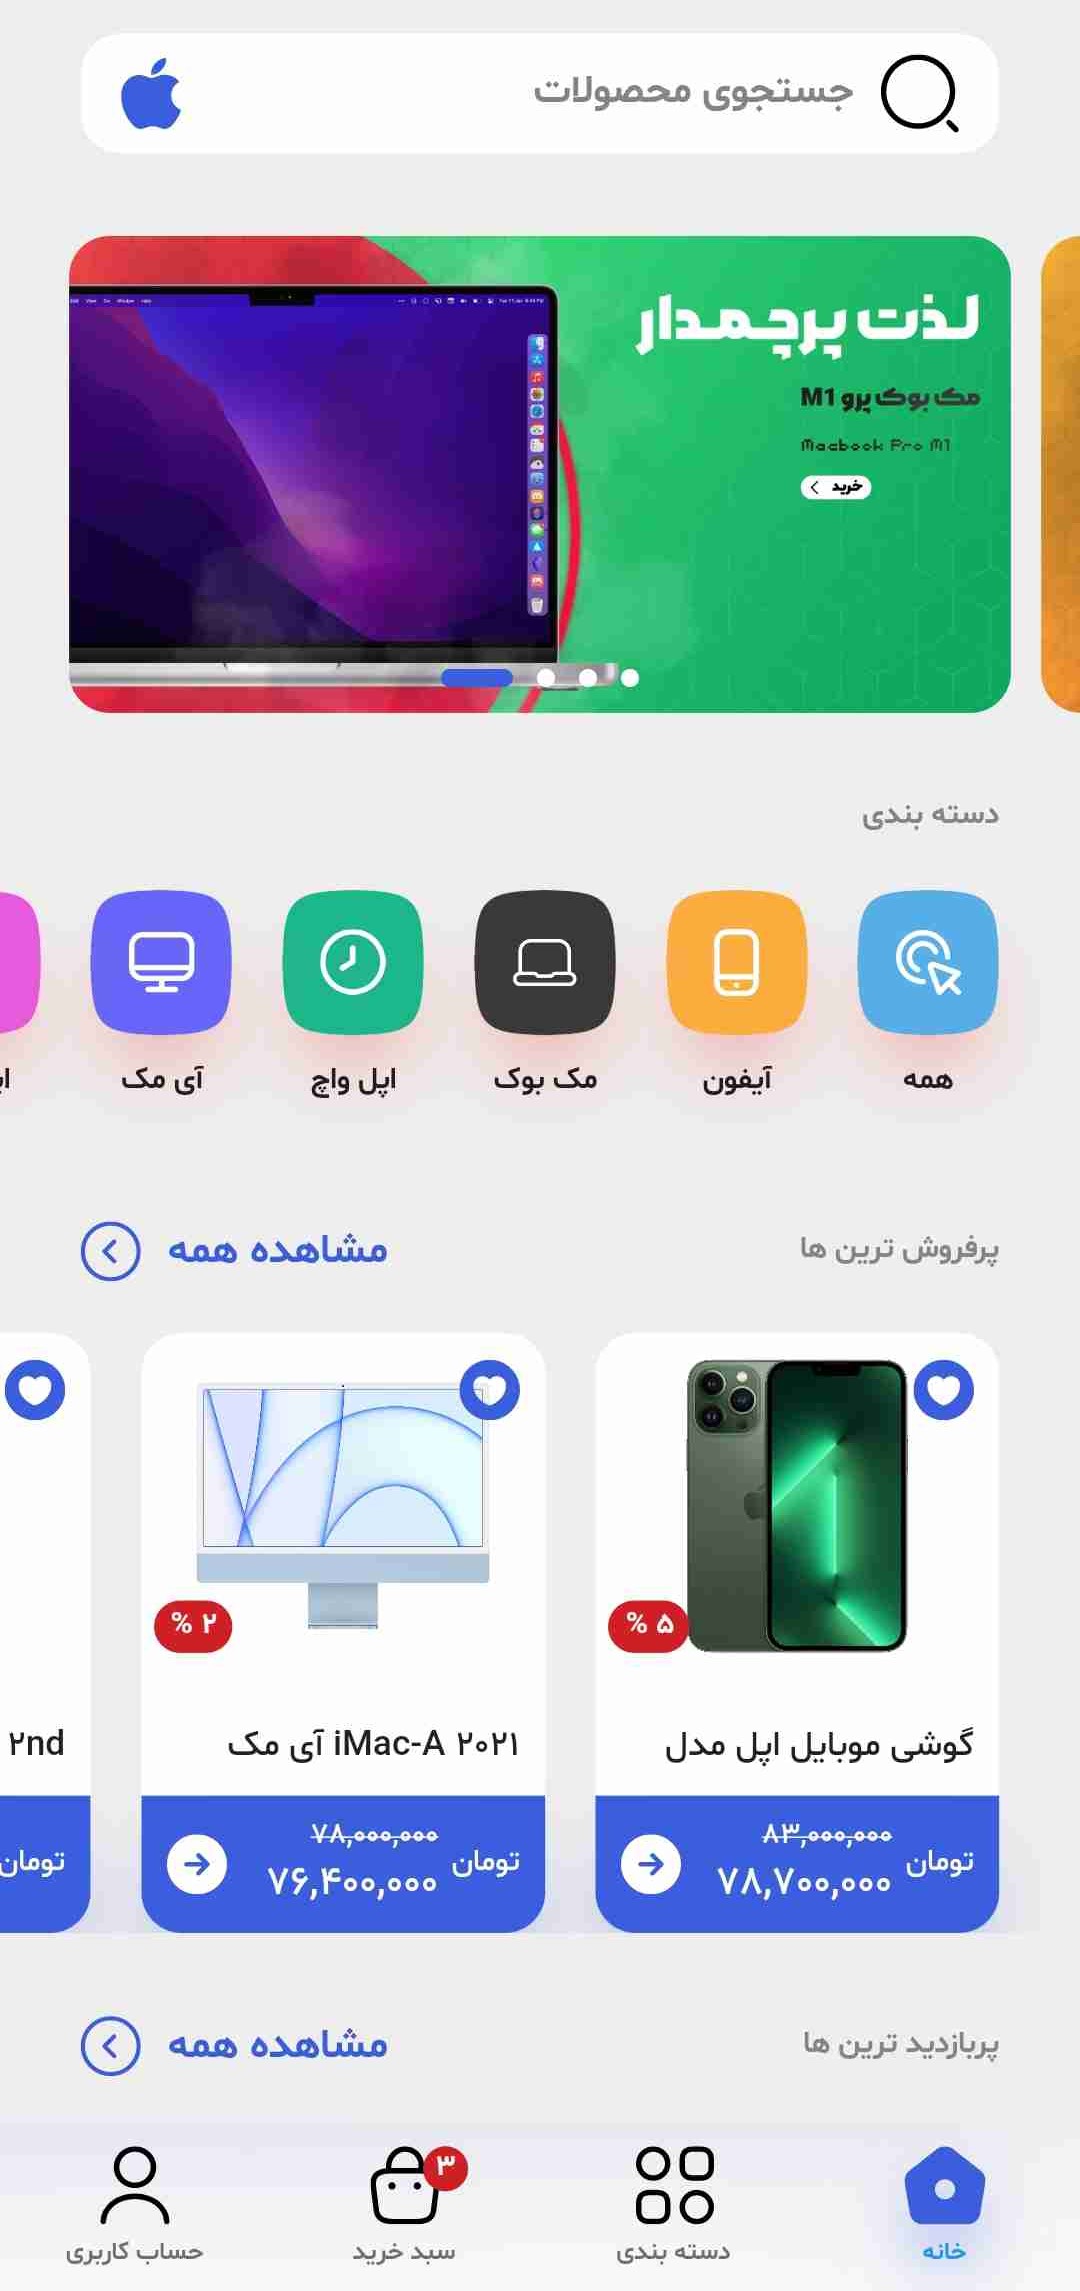 جستجوی محصولات
لذت پرچمدار
مک بوک پرو M1
Macbook Pro M1
خرید
دسته بندی
همه
آیفون
مک بوک
اپل واچ
آی مک
پرفروش ترین ها
مشاهده همه
۵ %
گوشی موبایل اپل مدل
تومان
۸۳,۰۰۰,۰۰۰
۷۸,۷۰۰,۰۰۰
۲ %
آی مک iMac-A ۲۰۲۱
تومان
۷۸,۰۰۰,۰۰۰
۷۶,۴۰۰,۰۰۰
۲nd
تومان
پربازدید ترین ها
مشاهده همه
خانه
دسته بندی
۳
سبد خرید
حساب کاربری